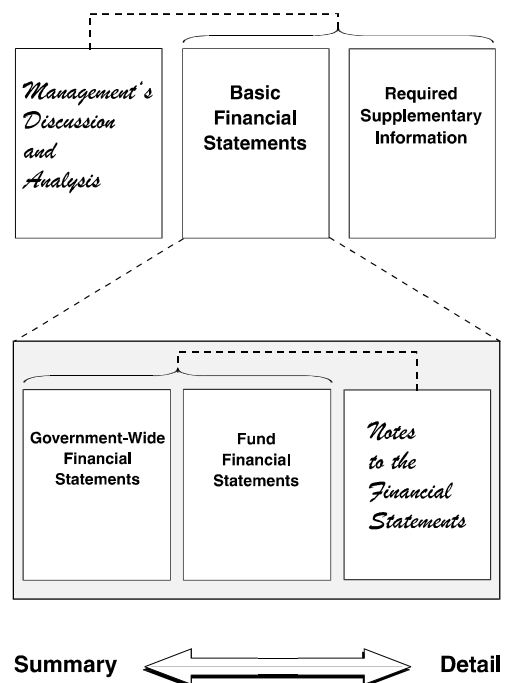 Management's
Discussion
and
Analysis
Basic
Financial
Statements
Required
Supplementary
Information
Government-Wide
Financial
Statements
Fund
Financial
Statements
Notes
to the
Financial
Statements
Summary
Detail